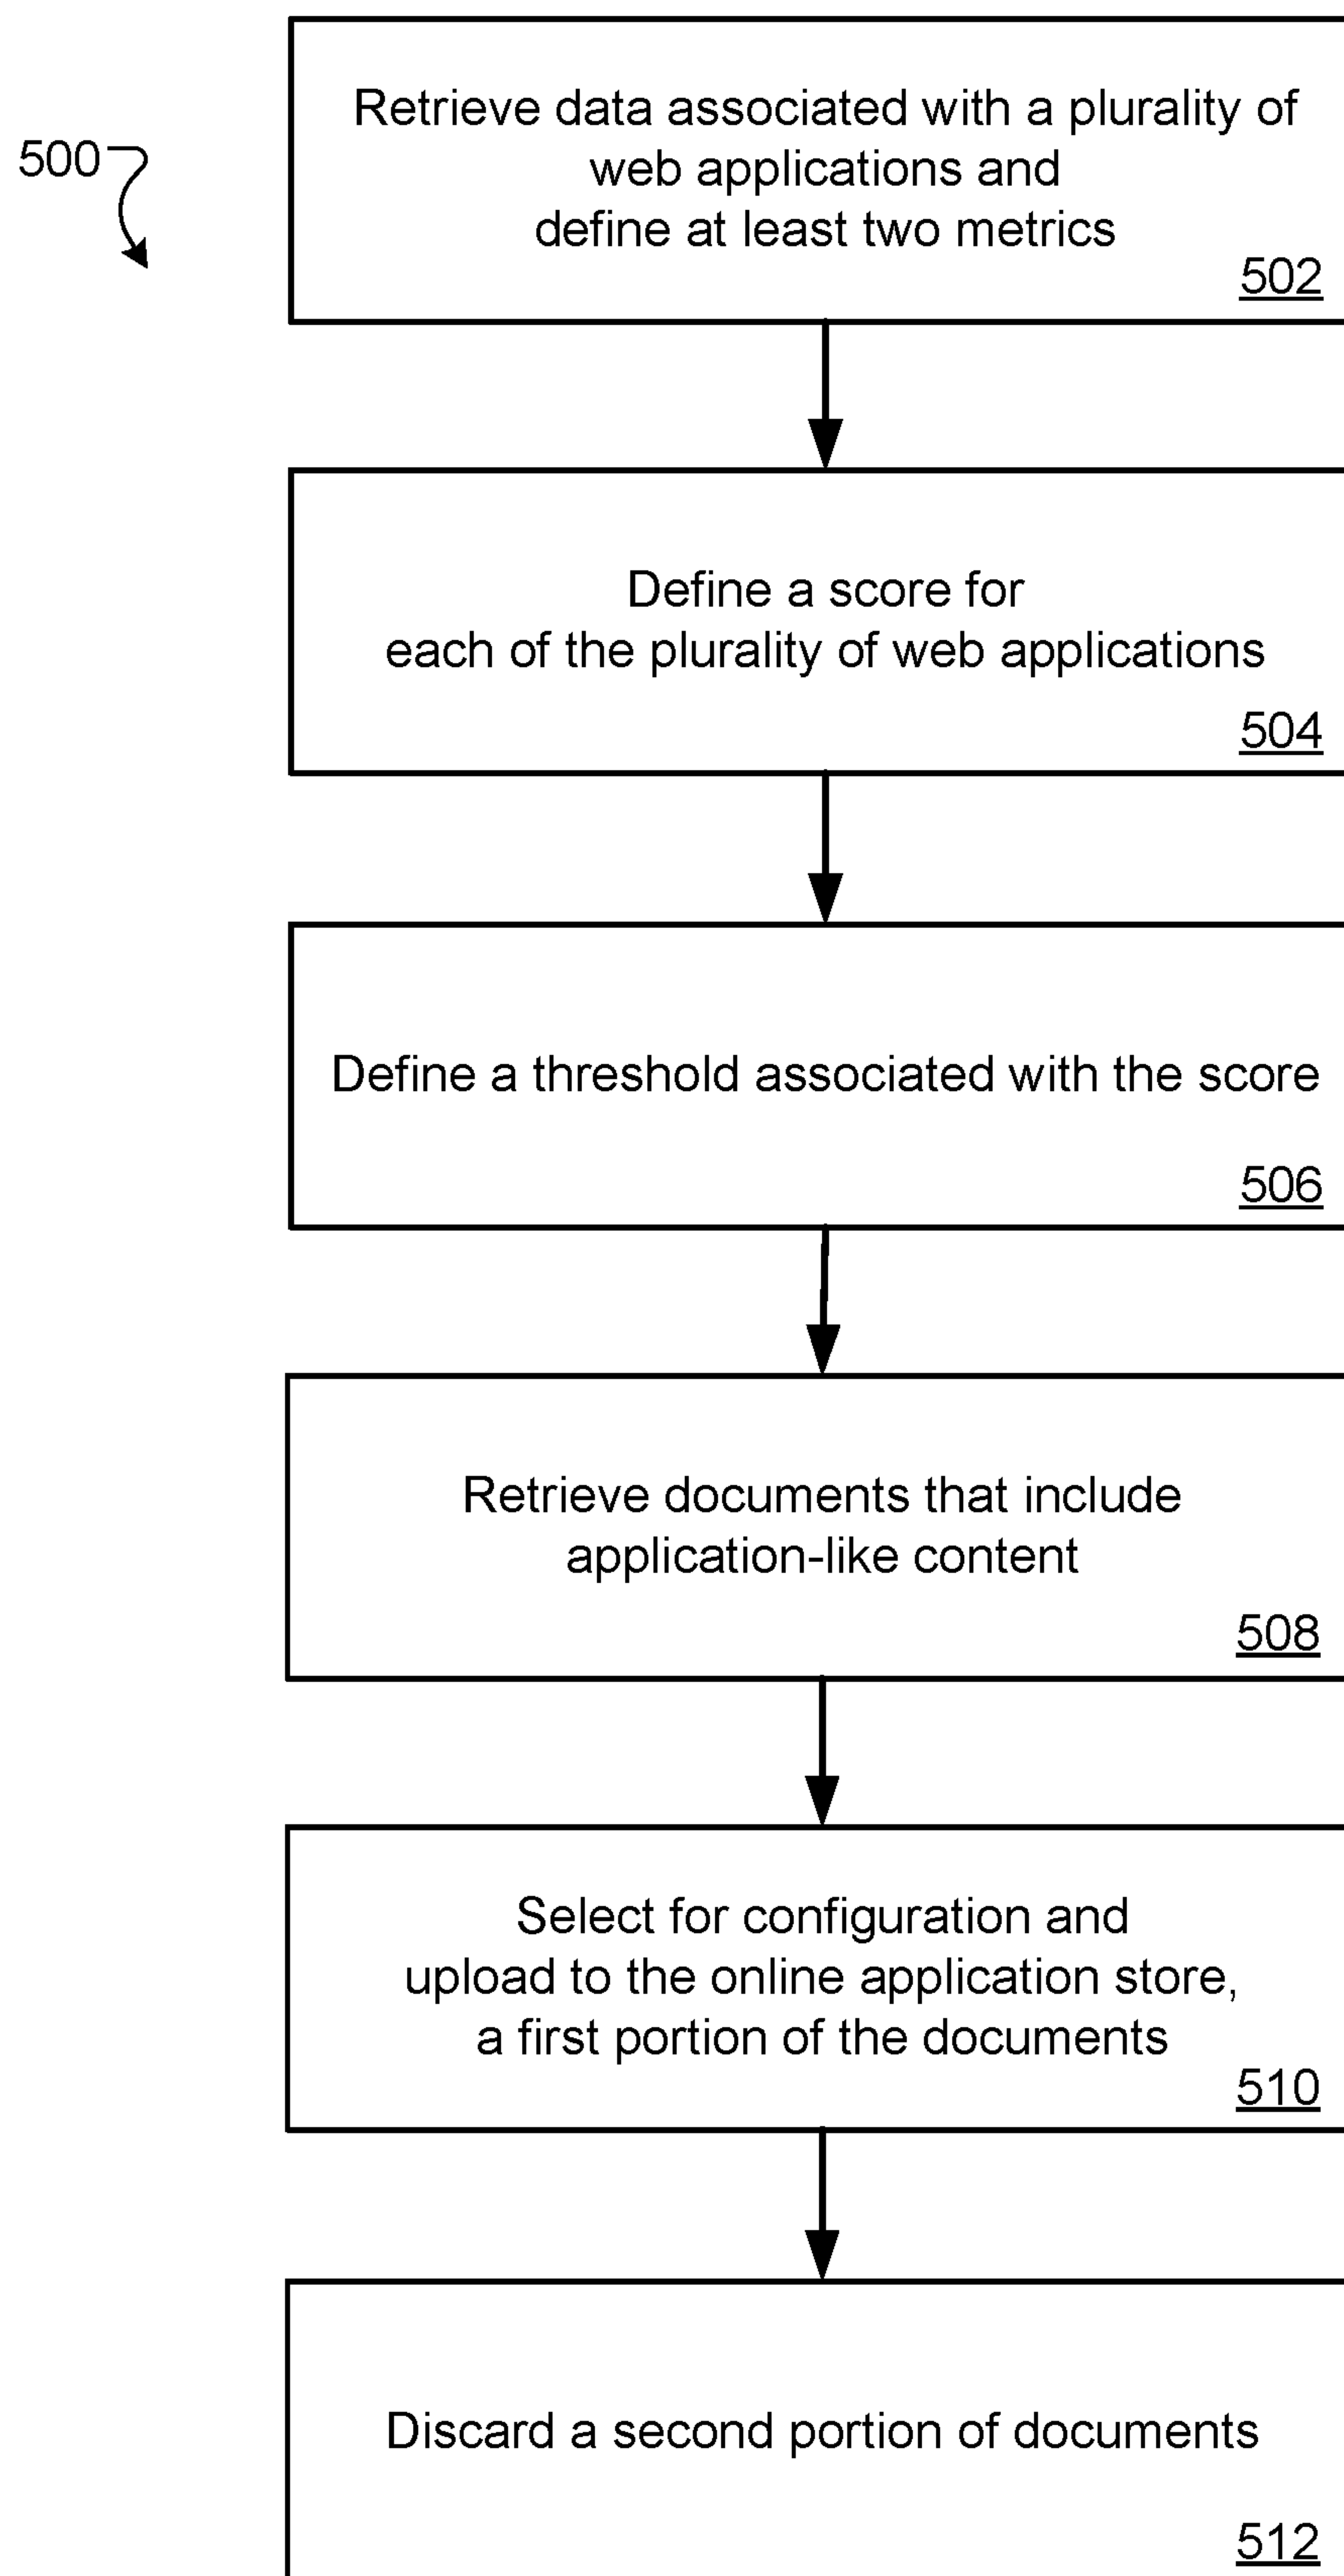 500
Retrieve data associated with a plurality of
web applications and
define at least two metrics
502
Define a score for
each of the plurality of web applications
504
Define a threshold associated with the score
506
Retrieve documents that include
application-like content
508
Select for configuration and
upload to the online application store,
a first portion of the documents
510
Discard a second portion of documents
512